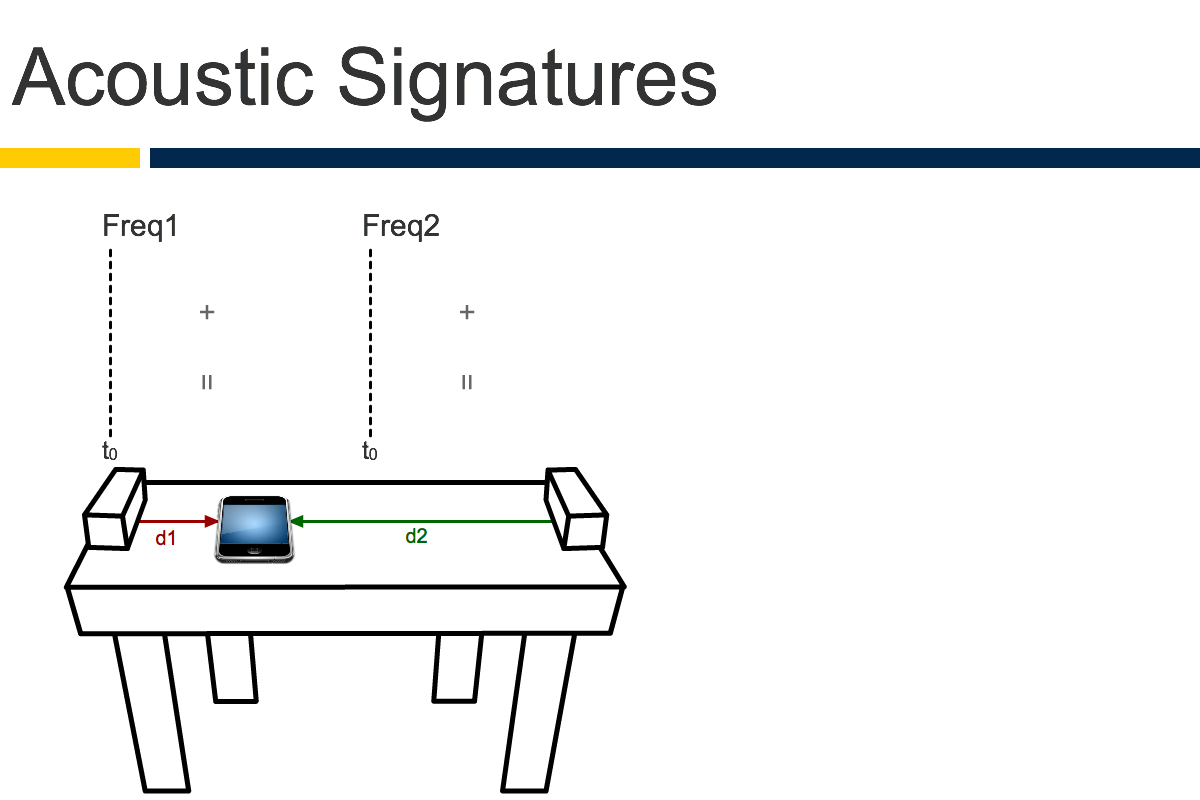 Acoustic Signatures
Freq1 Freq2
+ +
= =
t₀ t₀
d1 d2